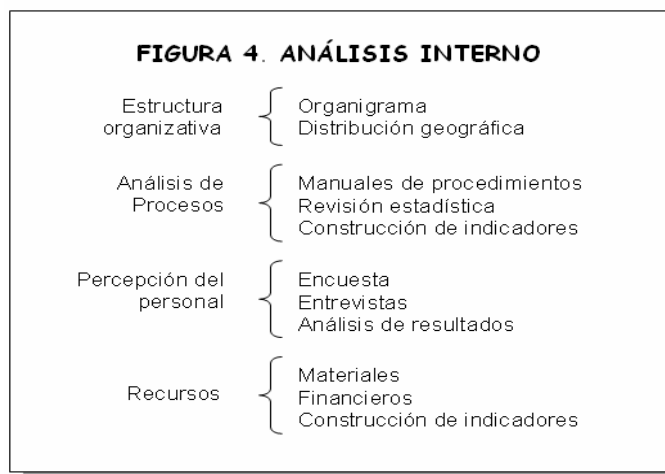 FIGURA 4. ANÁLISIS INTERNO
Estructura organizativa
Organigrama
Distribución geográfica
Análisis de Procesos
Manuales de procedimientos
Revisión estadística
Construcción de indicadores
Percepción del personal
Encuesta
Entrevistas
Análisis de resultados
Recursos
Materiales
Financieros
Construcción de indicadores